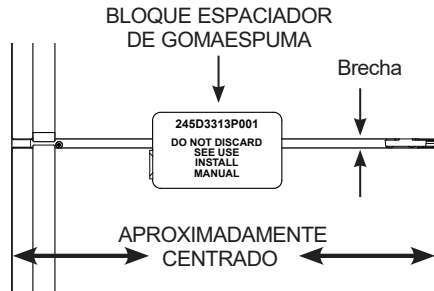 BLOQUE ESPACIADOR
DE GOMAESPUMA
Brecha
245D3313P001
DO NOT DISCARD
SEE USE
INSTALL
MANUAL
APROXIMADAMENTE
CENTRADO